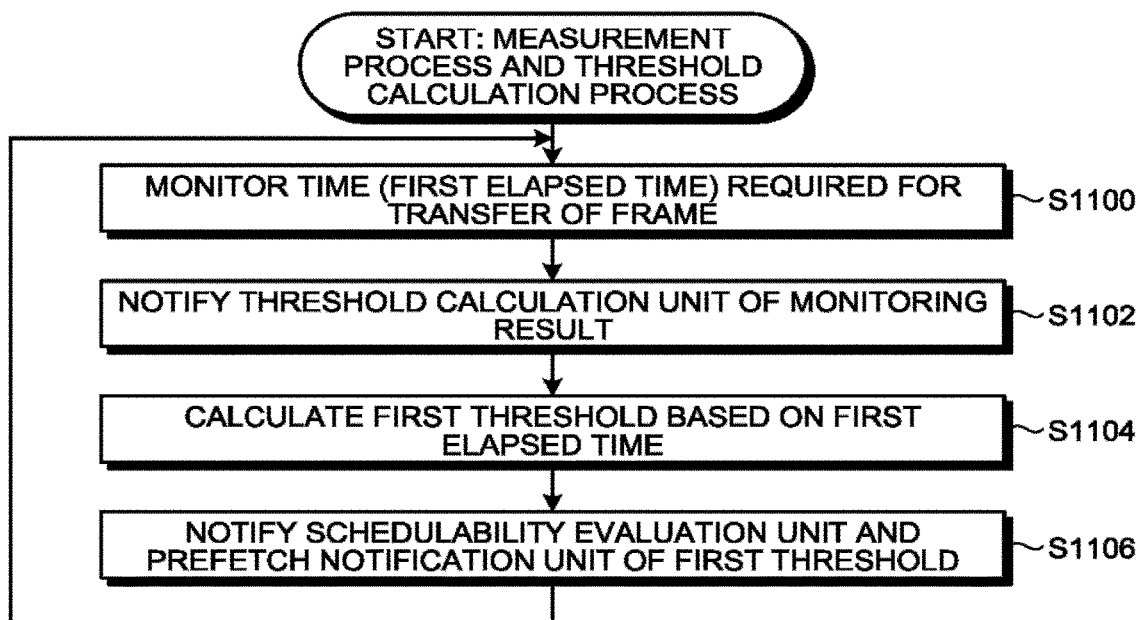 START: MEASUREMENT
PROCESS AND THRESHOLD
CALCULATION PROCESS
MONITOR TIME (FIRST ELAPSED TIME) REQUIRED FOR
TRANSFER OF FRAME
S1100
NOTIFY THRESHOLD CALCULATION UNIT OF MONITORING
RESULT
S1102
CALCULATE FIRST THRESHOLD BASED ON FIRST
ELAPSED TIME
S1104
NOTIFY SCHEDULABILITY EVALUATION UNIT AND
PREFETCH NOTIFICATION UNIT OF FIRST THRESHOLD
S1106